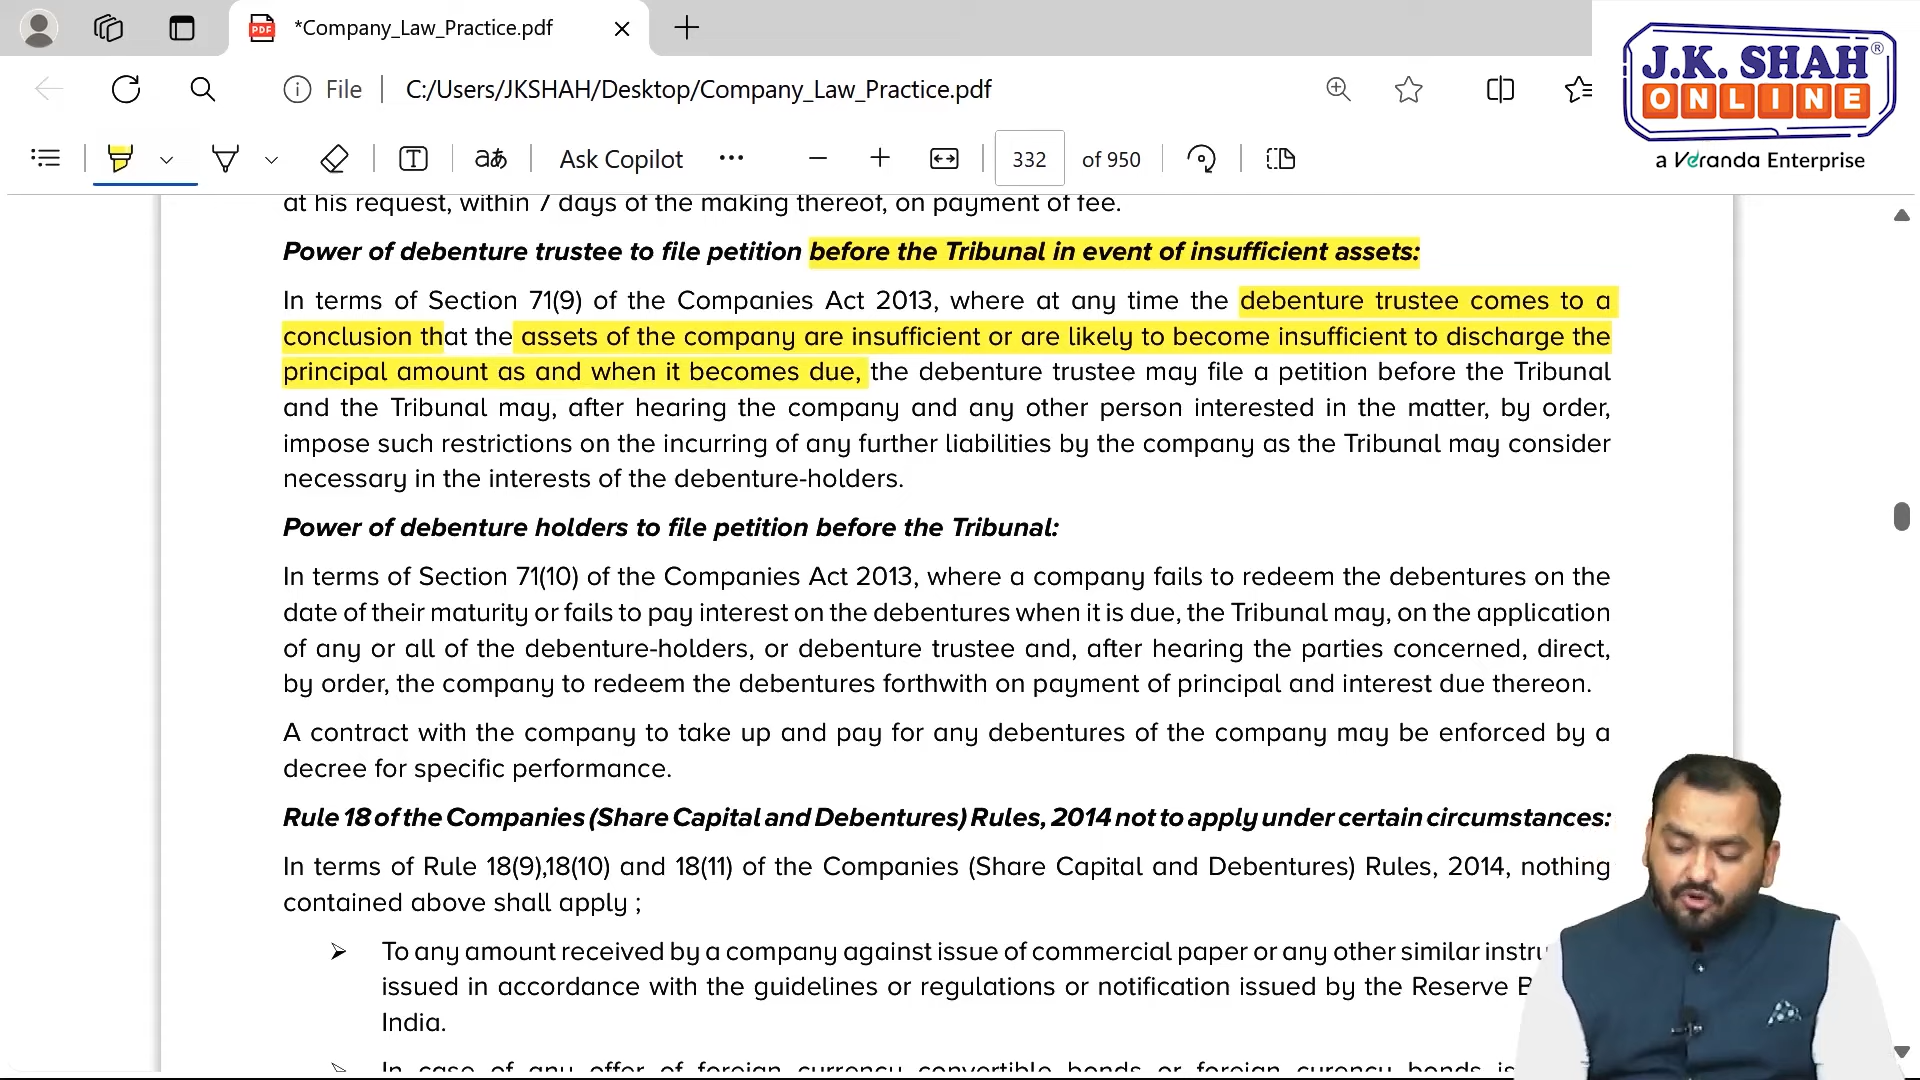 *Company_Law_Practice.pdf
File
C:/Users/JKSHAH/Desktop/Company_Law_Practice.pdf
J.K. SHAH®
ONLINE
a Veranda Enterprise
Ask Copilot
332 of 950
at his request, within 7 days of the making thereof, on payment of fee.
Power of debenture trustee to file petition before the Tribunal in event of insufficient assets:
In terms of Section 71(9) of the Companies Act 2013, where at any time the debenture trustee comes to a
conclusion that the assets of the company are insufficient or are likely to become insufficient to discharge the
principal amount as and when it becomes due, the debenture trustee may file a petition before the Tribunal
and the Tribunal may, after hearing the company and any other person interested in the matter, by order,
impose such restrictions on the incurring of any further liabilities by the company as the Tribunal may consider
necessary in the interests of the debenture-holders.
Power of debenture holders to file petition before the Tribunal:
In terms of Section 71(10) of the Companies Act 2013, where a company fails to redeem the debentures on the
date of their maturity or fails to pay interest on the debentures when it is due, the Tribunal may, on the application
of any or all of the debenture-holders, or debenture trustee and, after hearing the parties concerned, direct,
by order, the company to redeem the debentures forthwith on payment of principal and interest due thereon.
A contract with the company to take up and pay for any debentures of the company may be enforced by a
decree for specific performance.
Rule 18 of the Companies (Share Capital and Debentures) Rules, 2014 not to apply under certain circumstances:
In terms of Rule 18(9),18(10) and 18(11) of the Companies (Share Capital and Debentures) Rules, 2014, nothing
contained above shall apply ;
➢ To any amount received by a company against issue of commercial paper or any other similar instru
issued in accordance with the guidelines or regulations or notification issued by the Reserve B
India.
➢ In case of any offer of foreign currency convertible bonds or foreign curency bonds is